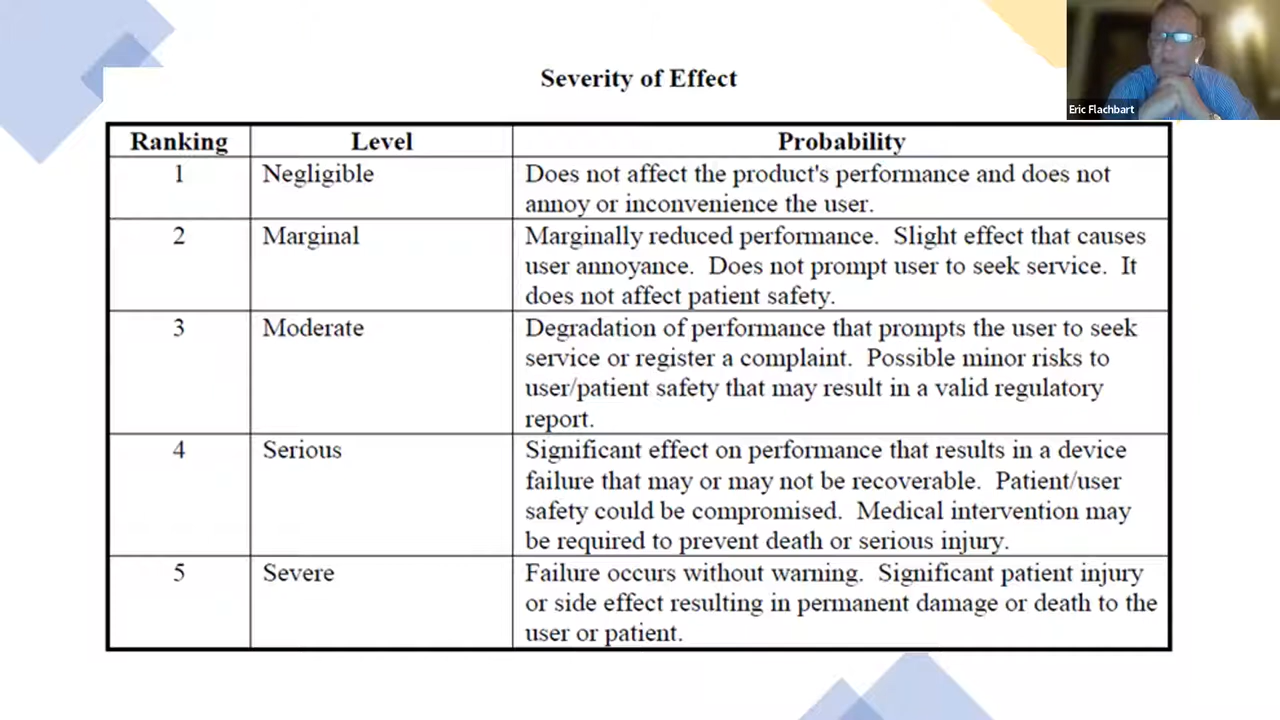 Severity of Effect
Eric Flachbart
Ranking Level Probability
1 Negligible Does not affect the product's performance and does not
annoy or inconvenience the user.
2 Marginal Marginally reduced performance. Slight effect that causes
user annoyance. Does not prompt user to seek service. It
does not affect patient safety.
3 Moderate Degradation of performance that prompts the user to seek
service or register a complaint. Possible minor risks to
user/patient safety that may result in a valid regulatory
report.
4 Serious Significant effect on performance that results in a device
failure that may or may not be recoverable. Patient/user
safety could be compromised. Medical intervention may
be required to prevent death or serious injury.
5 Severe Failure occurs without warning. Significant patient injury
or side effect resulting in permanent damage or death to the
user or patient.